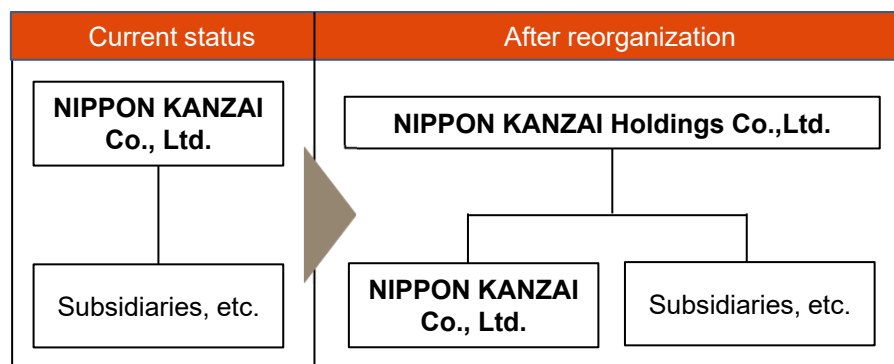 Current status
After reorganization
NIPPON KANZAI
Co., Ltd.
NIPPON KANZAI Holdings Co.,Ltd.
Subsidiaries, etc.
NIPPON KANZAI
Co., Ltd.
Subsidiaries, etc.